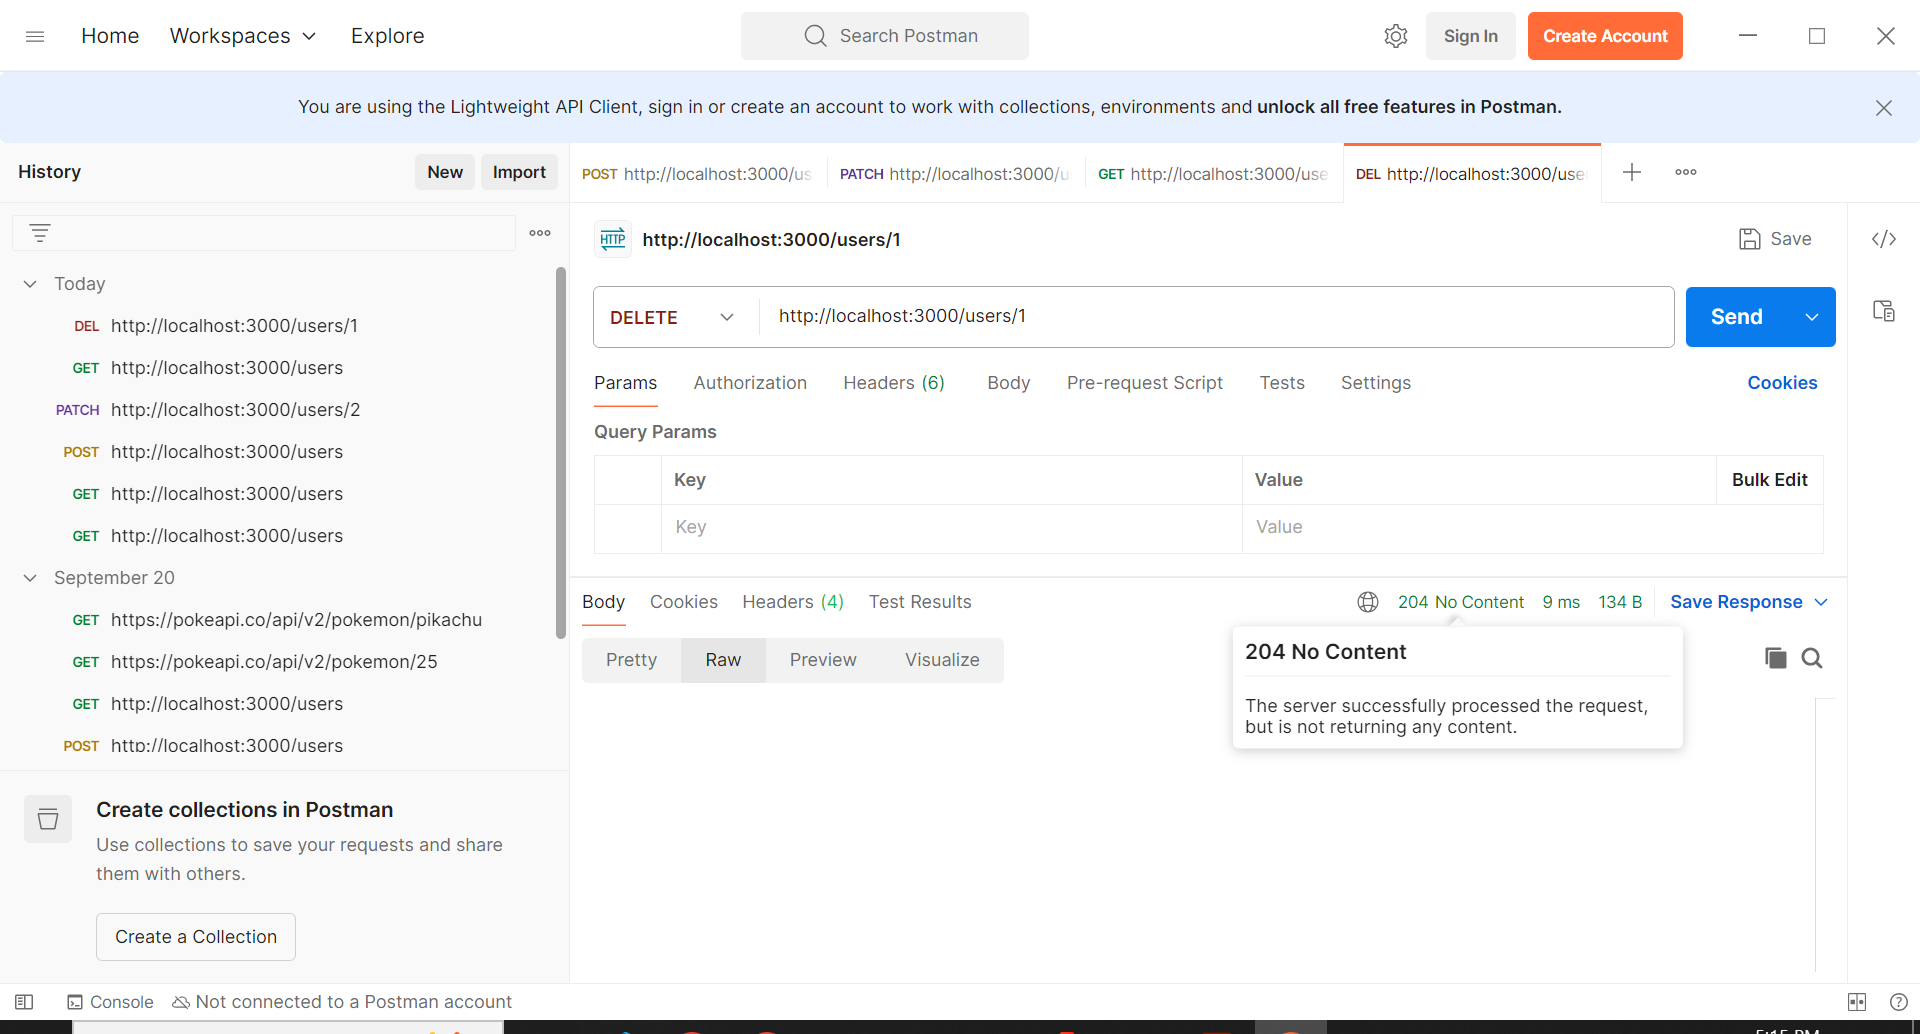 Home Workspaces Explore Search Postman Sign In Create Account
You are using the Lightweight API Client, sign in or create an account to work with collections, environments and unlock all free features in Postman.
History New Import
POST http://localhost:3000/us PATCH http://localhost:3000/u GET http://localhost:3000/use DEL http://localhost:3000/use
HTTP http://localhost:3000/users/1 Save
Today
DEL http://localhost:3000/users/1
GET http://localhost:3000/users
PATCH http://localhost:3000/users/2
POST http://localhost:3000/users
GET http://localhost:3000/users
GET http://localhost:3000/users
September 20
GET https://pokeapi.co/api/v2/pokemon/pikachu
GET https://pokeapi.co/api/v2/pokemon/25
GET http://localhost:3000/users
POST http://localhost:3000/users
Create collections in Postman
Use collections to save your requests and share
them with others.
Create a Collection
DELETE http://localhost:3000/users/1 Send
Params Authorization Headers (6) Body Pre-request Script Tests Settings Cookies
Query Params
Key Value Bulk Edit
Key Value
Body Cookies Headers (4) Test Results 204 No Content 9 ms 134 B Save Response
Pretty Raw Preview Visualize
204 No Content
The server successfully processed the request,
but is not returning any content.
Console Not connected to a Postman account
5:15 PM